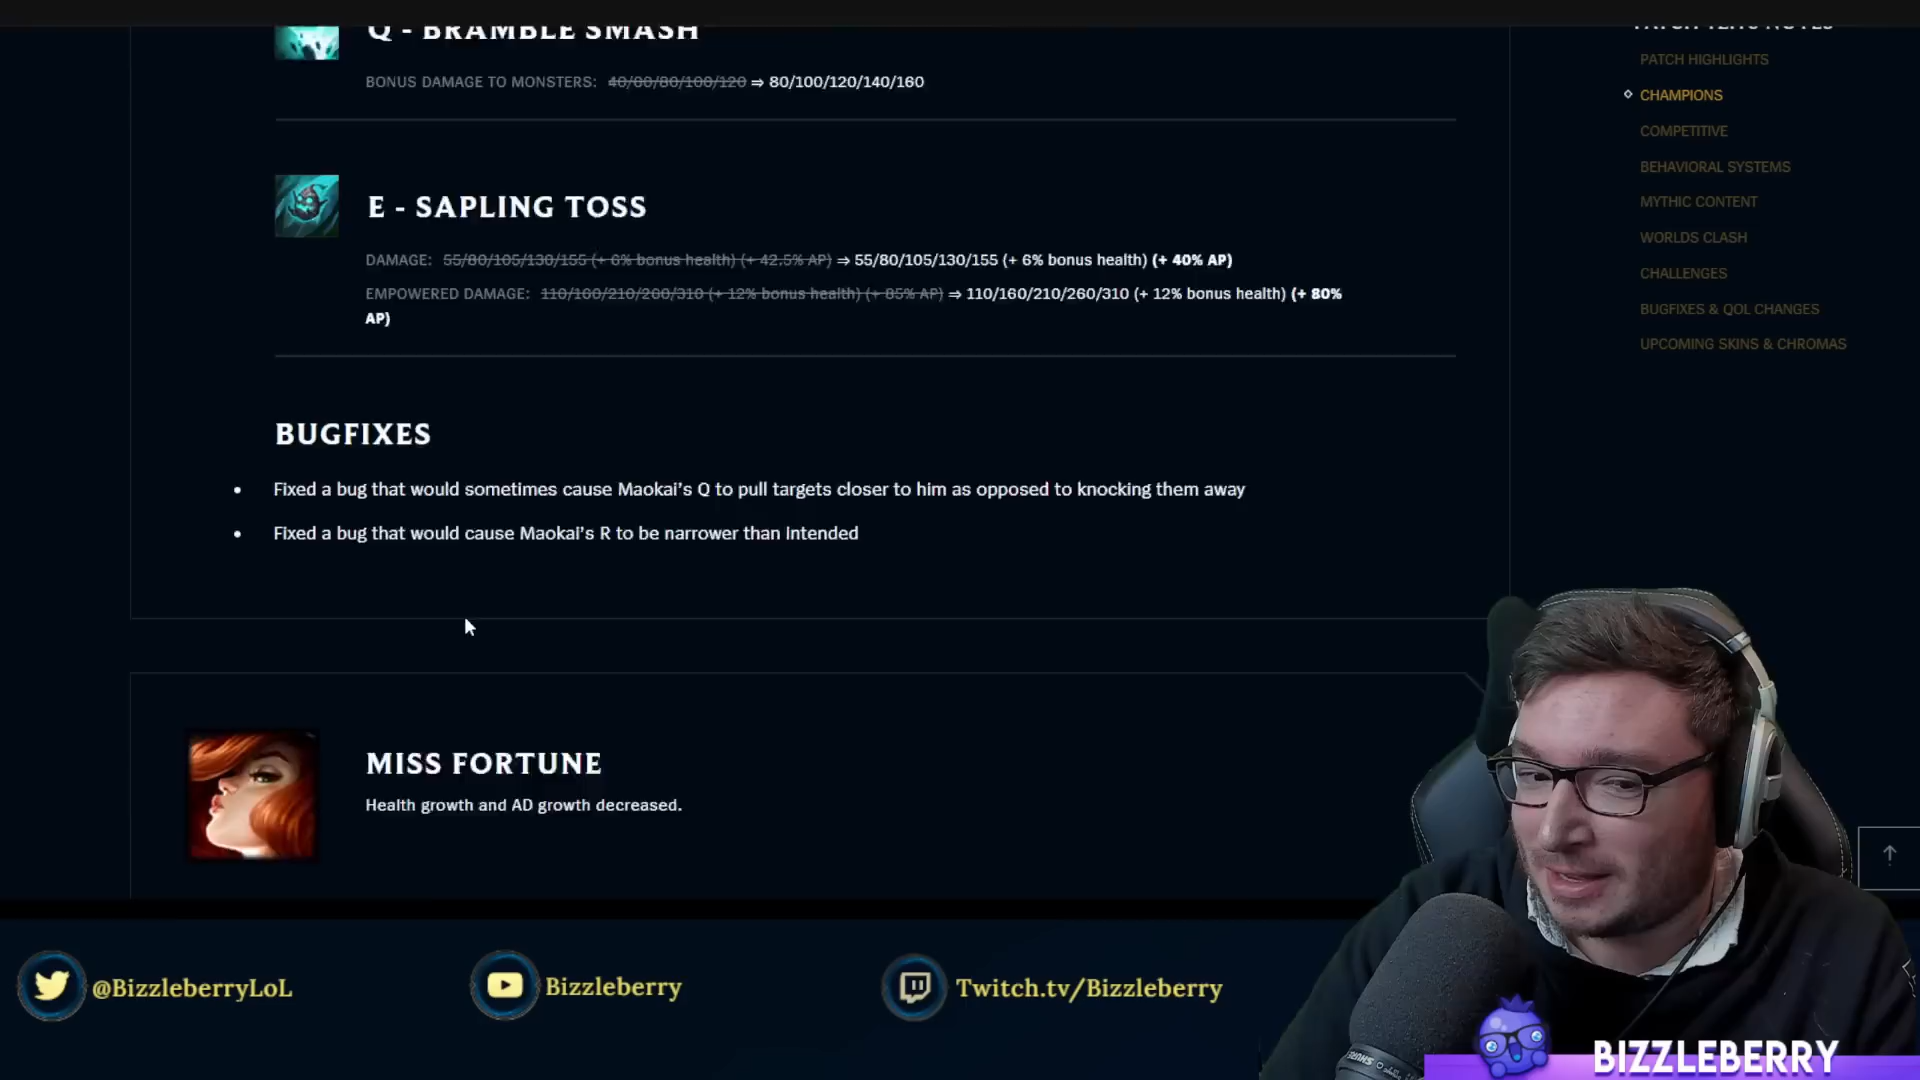 Q - BRAMBLE SMASH
BONUS DAMAGE TO MONSTERS: 40/60/80/100/120 ⇒ 80/100/120/140/160
E - SAPLING TOSS
DAMAGE: 55/80/105/130/155 (+ 6% bonus health) (+ 42.5% AP) ⇒ 55/80/105/130/155 (+ 6% bonus health) (+ 40% AP)
EMPOWERED DAMAGE: 110/160/210/260/310 (+ 12% bonus health) (+ 85% AP) ⇒ 110/160/210/260/310 (+ 12% bonus health) (+ 80%
AP)
BUGFIXES
• Fixed a bug that would sometimes cause Maokai's Q to pull targets closer to him as opposed to knocking them away
• Fixed a bug that would cause Maokai's R to be narrower than intended
MISS FORTUNE
Health growth and AD growth decreased.
NOTES
PATCH HIGHLIGHTS
CHAMPIONS
COMPETITIVE
BEHAVIORAL SYSTEMS
MYTHIC CONTENT
WORLDS CLASH
CHALLENGES
BUGFIXES & QOL CHANGES
UPCOMING SKINS & CHROMAS
@BizzleberryLoL
Bizzleberry
Twitch.tv/Bizzleberry
SHURE
BIZZLEBERRY